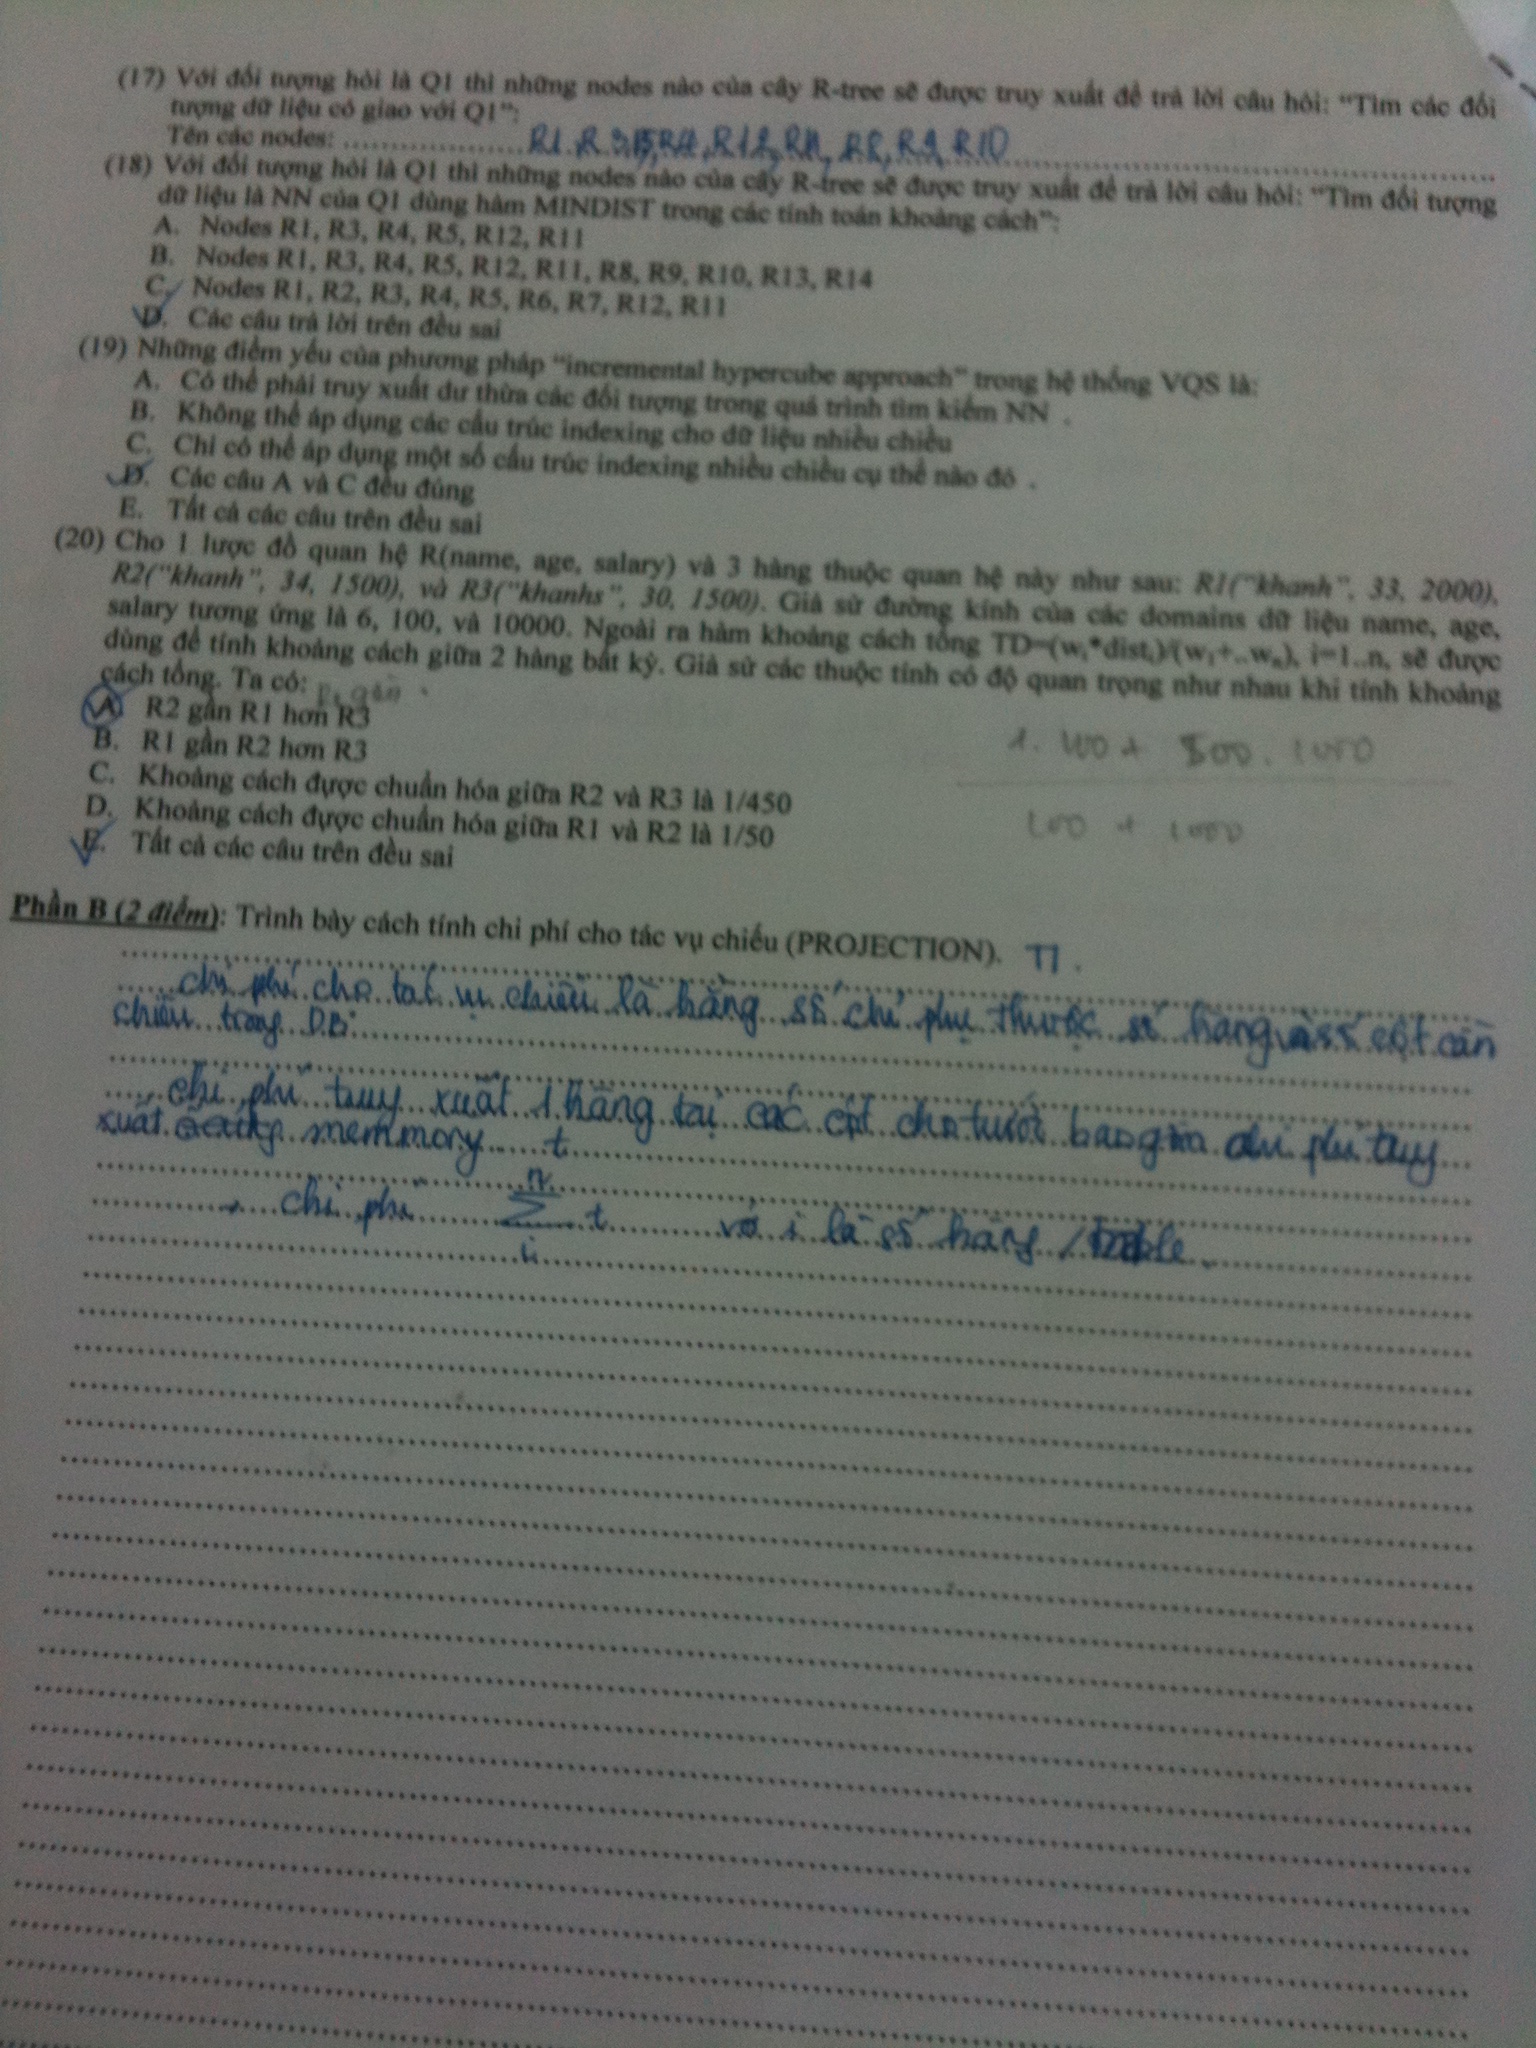 (17) Với đối tượng hỏi là Q1 thì những nodes nào của cây R-tree sẽ được truy xuất để trả lời câu hỏi: “Tìm các đối
tượng dữ liệu có giao với Q1”:
Tên các nodes: R1, R3, R5, R4, R12, R11, R8, R9, R10
(18) Với đối tượng hỏi là Q1 thì những nodes nào của cây R-tree sẽ được truy xuất để trả lời câu hỏi: “Tìm đối tượng
dữ liệu là NN của Q1 dùng hàm MINDIST trong các tính toán khoảng cách”:
A. Nodes R1, R3, R4, R5, R12, R11
B. Nodes R1, R3, R4, R5, R12, R11, R8, R9, R10, R13, R14
C. Nodes R1, R2, R3, R4, R5, R6, R7, R12, R11
D. Các câu trả lời trên đều sai
(19) Những điểm yếu của phương pháp “incremental hypercube approach” trong hệ thống VQS là:
A. Có thể phải truy xuất dư thừa các đối tượng trong quá trình tìm kiếm NN .
B. Không thể áp dụng các cấu trúc indexing cho dữ liệu nhiều chiều
C. Chỉ có thể áp dụng một số cấu trúc indexing nhiều chiều cụ thể nào đó .
D. Các câu A và C đều đúng
E. Tất cả các câu trên đều sai
(20) Cho 1 lược đồ quan hệ R(name, age, salary) và 3 hàng thuộc quan hệ này như sau: R1(“khanh”, 33, 2000),
R2(“khanh”, 34, 1500), và R3(“khanhs”, 30, 1500). Giả sử đường kính của các domains dữ liệu name, age,
salary tương ứng là 6, 100, và 10000. Ngoài ra hàm khoảng cách tổng TD=(wi*disti)/(w1+..wn), i=1..n, sẽ được
dùng để tính khoảng cách giữa 2 hàng bất kỳ. Giả sử các thuộc tính có độ quan trọng như nhau khi tính khoảng
cách tổng. Ta có:
A. R2 gần R1 hơn R3
B. R1 gần R2 hơn R3
C. Khoảng cách được chuẩn hóa giữa R2 và R3 là 1/450
D. Khoảng cách được chuẩn hóa giữa R1 và R2 là 1/50
E. Tất cả các câu trên đều sai
1. 100 + 500. 1000
100 + 1000
Phần B (2 điểm): Trình bày cách tính chi phí cho tác vụ chiếu (PROJECTION). π.
chi phí cho tác vụ chiếu là hằng số chỉ phụ thuộc số hàng và số cột cần
chiếu trong DB
chi phí truy xuất 1 hàng tại các cột cho trước bao gồm chi phí truy
xuất memmory t
chi phí Σ n i t với i là số hàng / table.